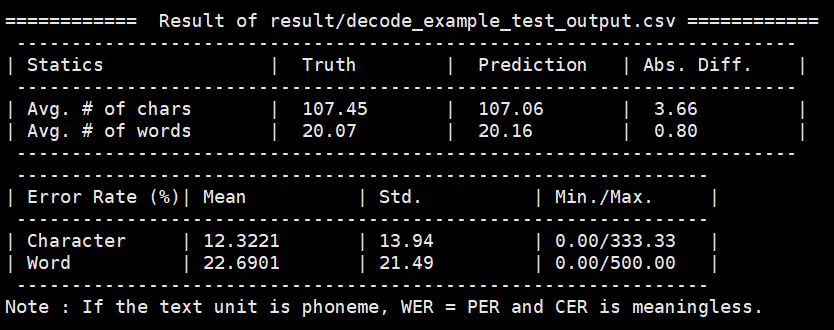 ============  Result of result/decode_example_test_output.csv ============
-----------------------------------------------------------------------
| Statics | Truth | Prediction | Abs. Diff. |
-----------------------------------------------------------------------
| Avg. # of chars | 107.45 | 107.06 | 3.66 |
| Avg. # of words | 20.07 | 20.16 | 0.80 |
-----------------------------------------------------------------------
---------------------------------------------------------------
| Error Rate (%)| Mean | Std. | Min./Max. |
---------------------------------------------------------------
| Character | 12.3221 | 13.94 | 0.00/333.33 |
| Word | 22.6901 | 21.49 | 0.00/500.00 |
---------------------------------------------------------------
Note : If the text unit is phoneme, WER = PER and CER is meaningless.